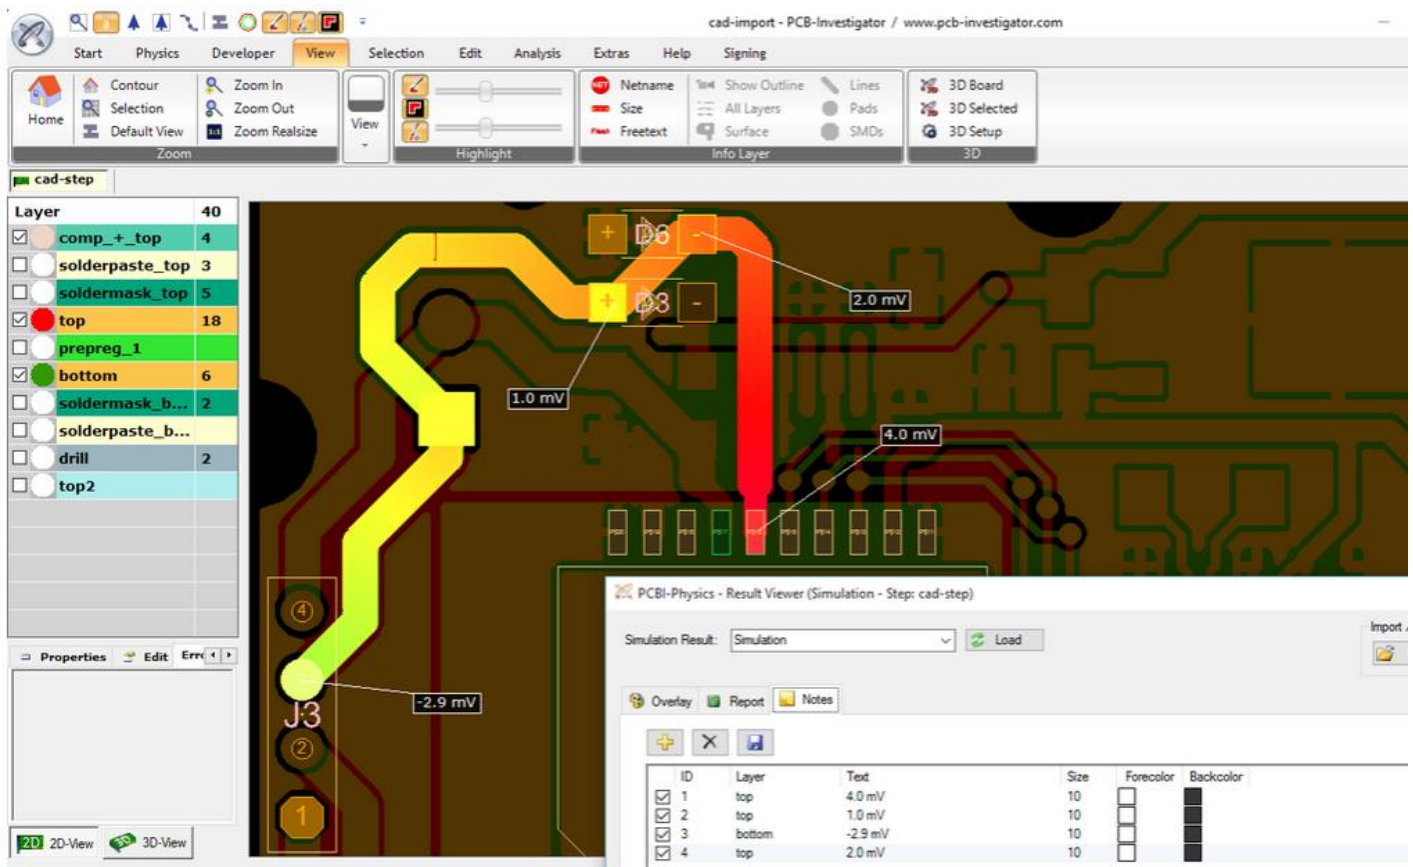 cad-import - PCB-Investigator / www.pcb-investigator.com
Start Physics Developer View Selection Edit Analysis Extras Help Signing
Home Contour Zoom In View NET Netname Show Outline Lines 3D Board
Selection Zoom Out Size All Layers Pads 3D Selected
Default View 1:1 Zoom Realsize Freetext Surface SMDs 3D Setup
Zoom Highlight Info Layer 3D
cad-step
Layer 40
comp_+_top 4
solderpaste_top 3
soldermask_top 5
top 18
prepreg_1
bottom 6
soldermask_b... 2
solderpaste_b...
drill 2
top2
+ D6 -
+ D3 -
2.0 mV
1.0 mV
4.0 mV
-2.9 mV
4
J3
2
1
Properties Edit Erro
2D 2D-View 3D 3D-View
PCBI-Physics - Result Viewer (Simulation - Step: cad-step)
Simulation Result: Simulation Load
Import
Overlay Report Notes
ID Layer Text Size Forecolor Backcolor
1 top 4.0 mV 10
2 top 1.0 mV 10
3 bottom -2.9 mV 10
4 top 2.0 mV 10